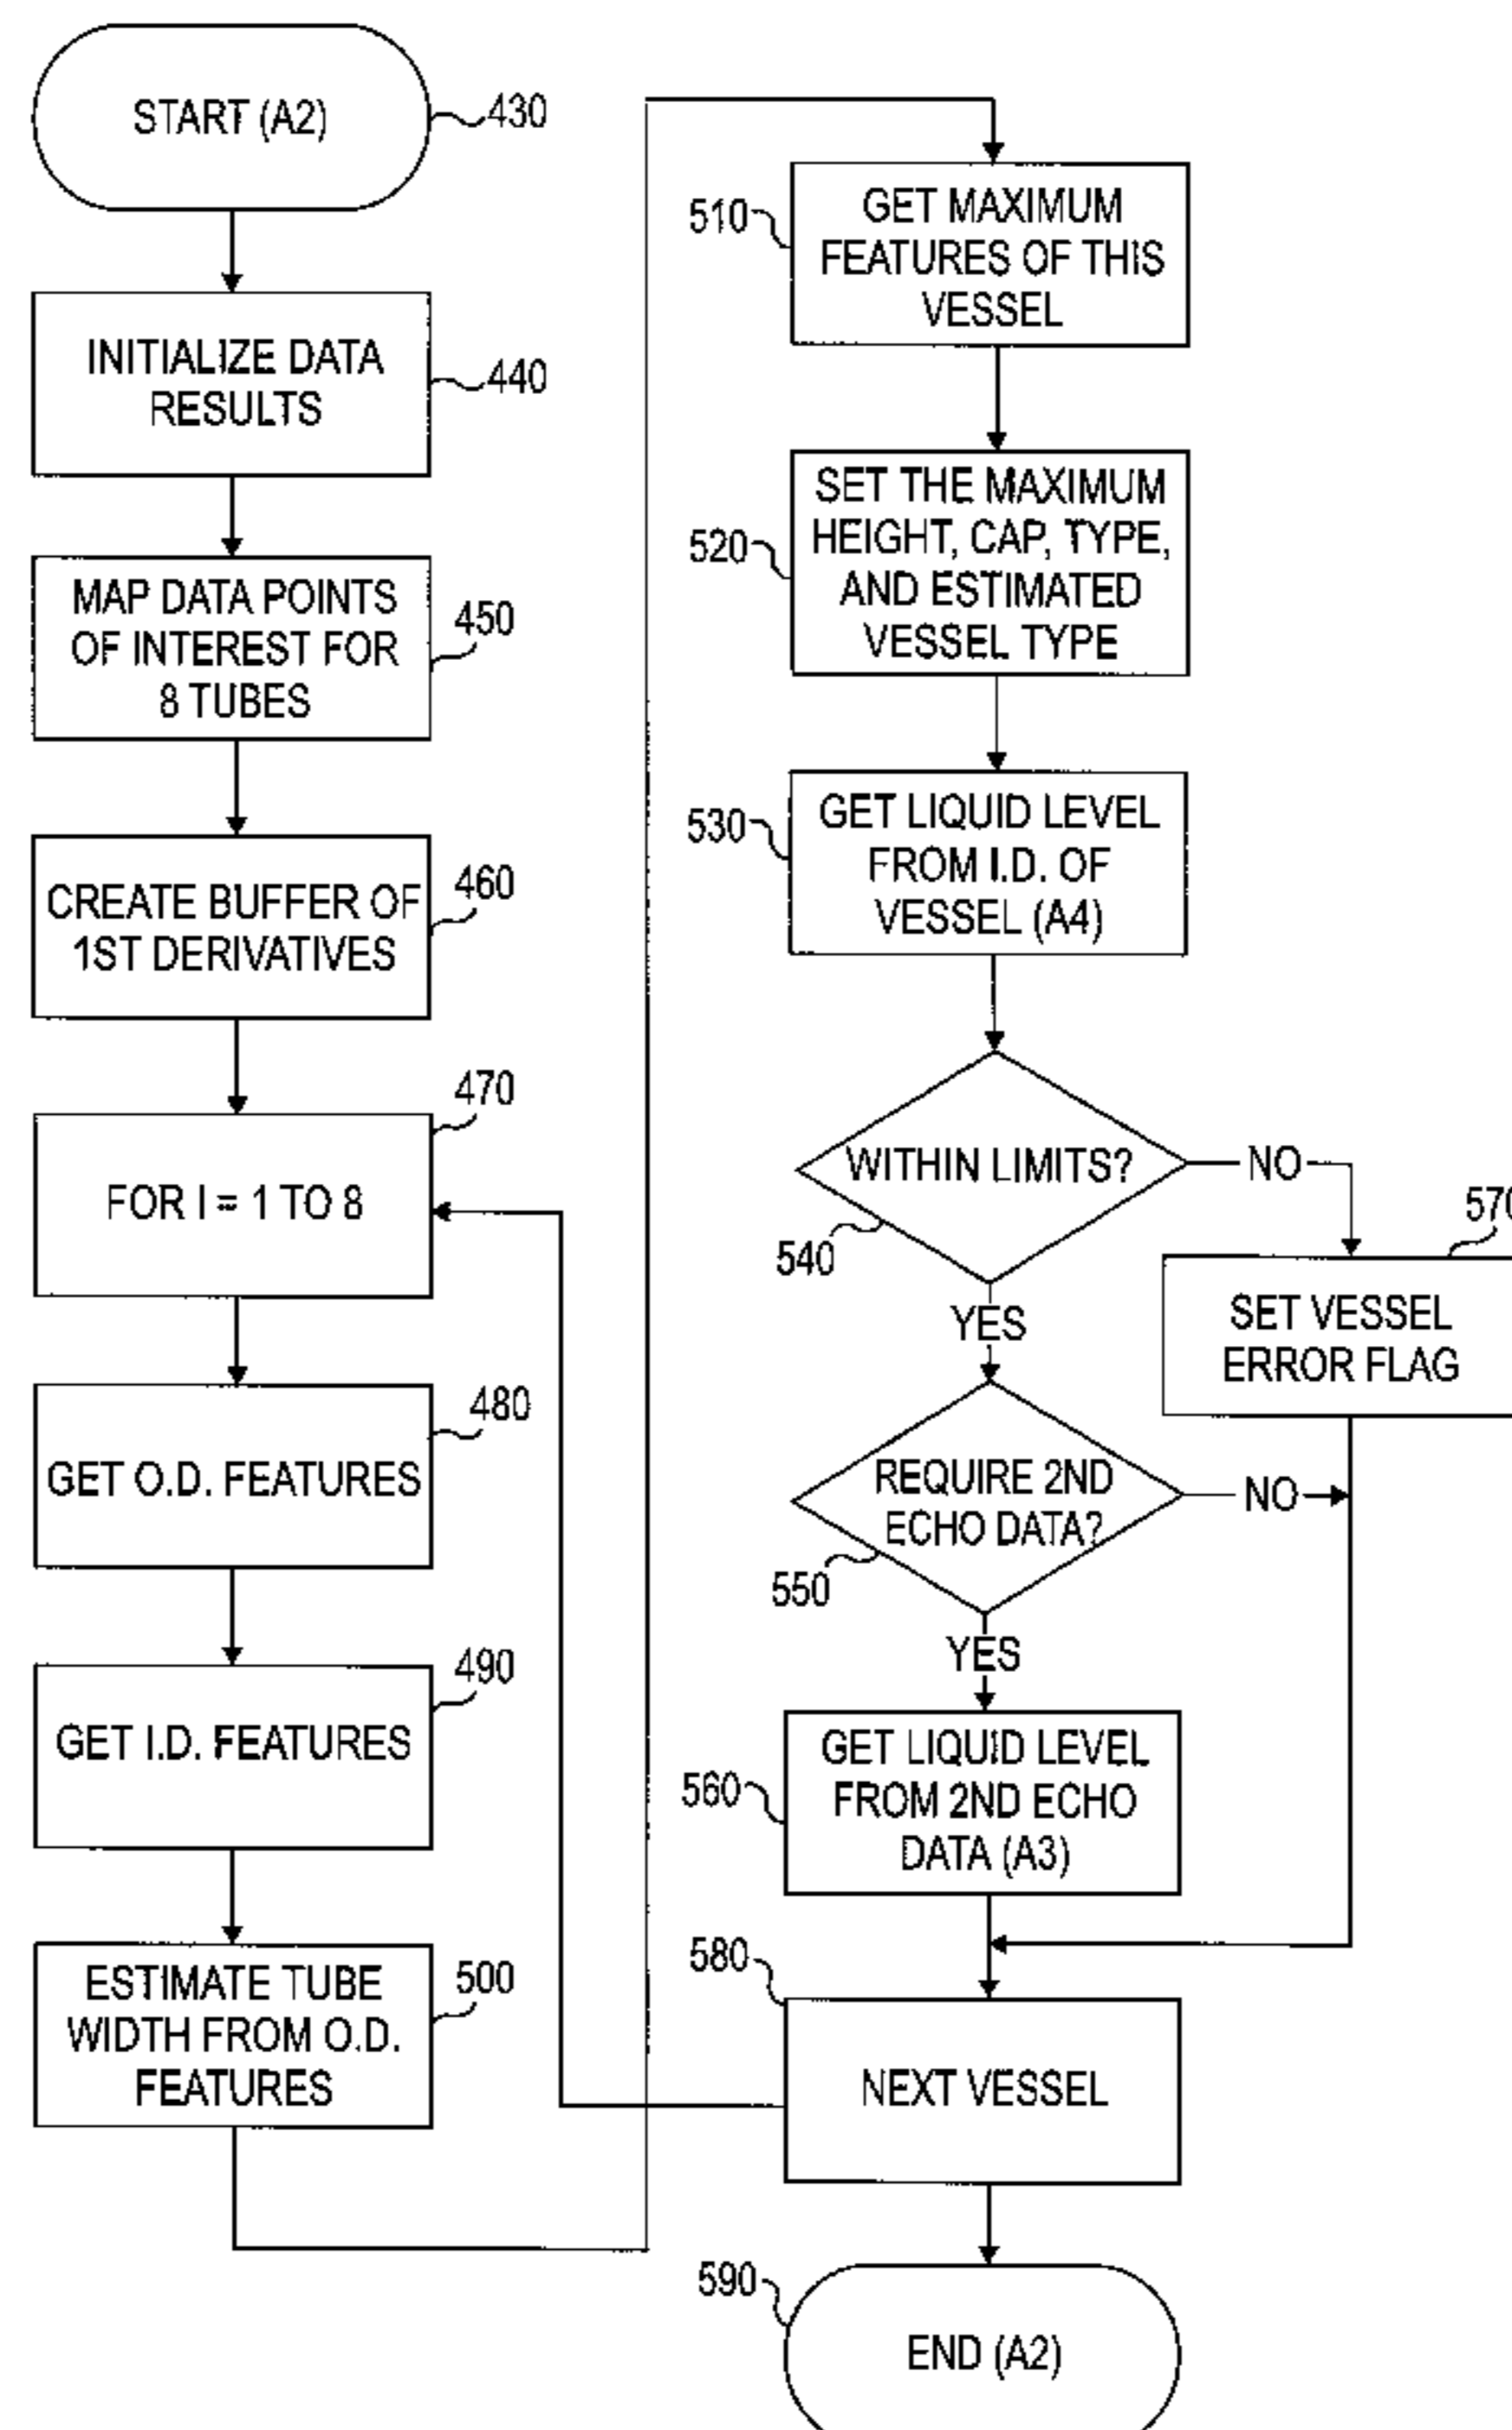 START (A2)
430
INITIALIZE DATA
RESULTS
440
MAP DATA POINTS
OF INTEREST FOR
8 TUBES
450
CREATE BUFFER OF
1ST DERIVATIVES
460
FOR I = 1 TO 8
470
GET O.D. FEATURES
480
GET I.D. FEATURES
490
ESTIMATE TUBE
WIDTH FROM O.D.
FEATURES
500
510
GET MAXIMUM
FEATURES OF THIS
VESSEL
520
SET THE MAXIMUM
HEIGHT, CAP, TYPE,
AND ESTIMATED
VESSEL TYPE
530
GET LIQUID LEVEL
FROM I.D. OF
VESSEL (A4)
WITHIN LIMITS?
540
NO
YES
570
SET VESSEL
ERROR FLAG
REQUIRE 2ND
ECHO DATA?
550
NO
YES
560
GET LIQUID LEVEL
FROM 2ND ECHO
DATA (A3)
580
NEXT VESSEL
590
END (A2)